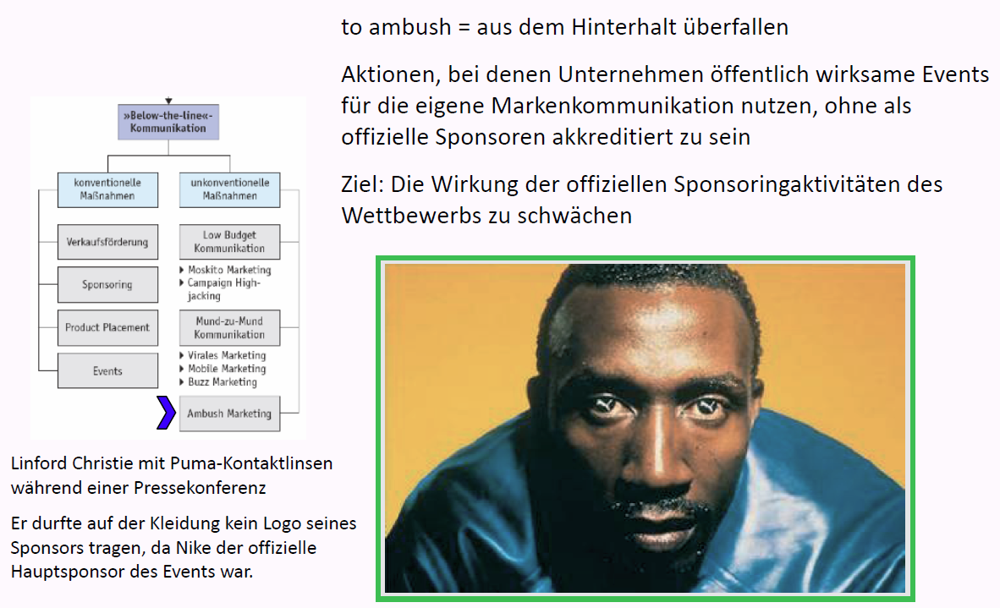 to ambush = aus dem Hinterhalt überfallen
Aktionen, bei denen Unternehmen öffentlich wirksame Events
für die eigene Markenkommunikation nutzen, ohne als
offizielle Sponsoren akkreditiert zu sein
Ziel: Die Wirkung der offiziellen Sponsoringaktivitäten des
Wettbewerbs zu schwächen
»Below-the-line«-
Kommunikation
konventionelle
Maßnahmen
Verkaufsförderung
Sponsoring
Product Placement
Events
unkonventionelle
Maßnahmen
Low Budget
Kommunikation
Moskito Marketing
Campaign High-
jacking
Mund-zu-Mund
Kommunikation
Virales Marketing
Mobile Marketing
Buzz Marketing
Ambush Marketing
Linford Christie mit Puma-Kontaktlinsen
während einer Pressekonferenz
Er durfte auf der Kleidung kein Logo seines
Sponsors tragen, da Nike der offizielle
Hauptsponsor des Events war.